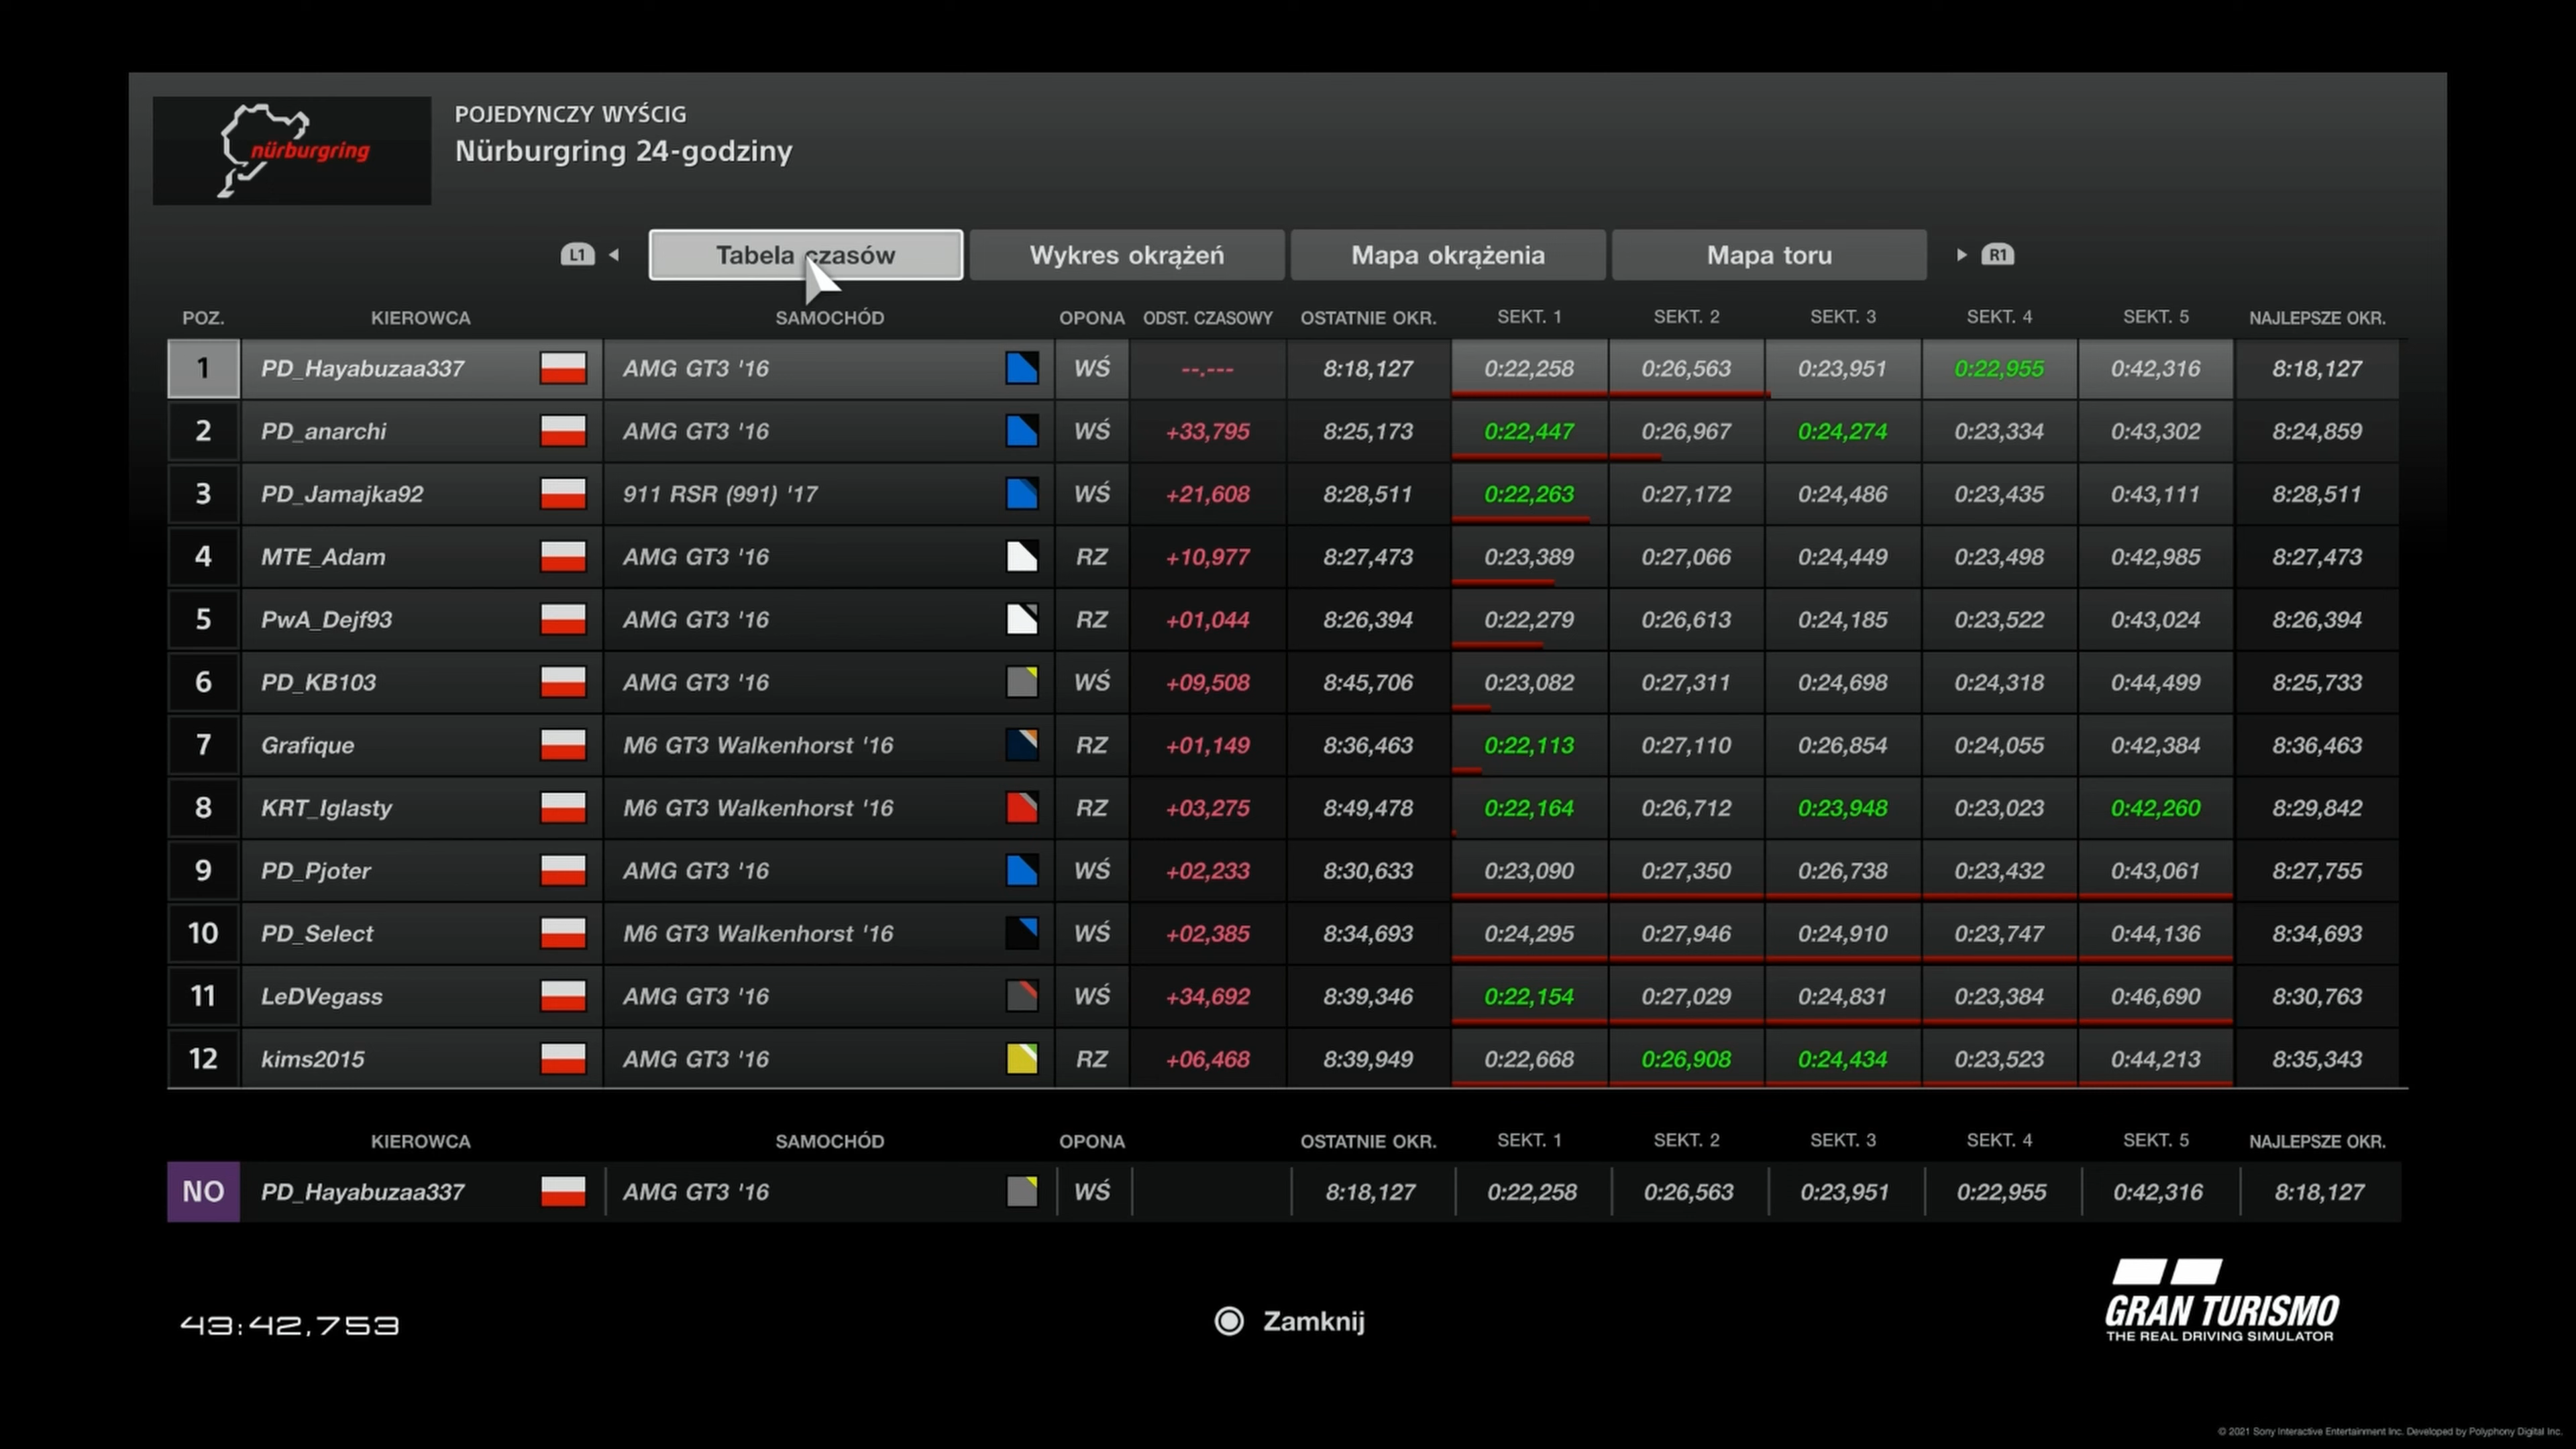 POJEDYNCZY WYŚCIG
Nürburgring 24-godziny
nürburgring
L1 Tabela czasów Wykres okrążeń Mapa okrążenia Mapa toru R1
POZ. KIEROWCA SAMOCHÓD OPONA ODST. CZASOWY OSTATNIE OKR. SEKT. 1 SEKT. 2 SEKT. 3 SEKT. 4 SEKT. 5 NAJLEPSZE OKR.
1 PD_Hayabuzaa337 AMG GT3 '16 WŚ --.--- 8:18,127 0:22,258 0:26,563 0:23,951 0:22,955 0:42,316 8:18,127
2 PD_anarchi AMG GT3 '16 WŚ +33,795 8:25,173 0:22,447 0:26,967 0:24,274 0:23,334 0:43,302 8:24,859
3 PD_Jamajka92 911 RSR (991) '17 WŚ +21,608 8:28,511 0:22,263 0:27,172 0:24,486 0:23,435 0:43,111 8:28,511
4 MTE_Adam AMG GT3 '16 RZ +10,977 8:27,473 0:23,389 0:27,066 0:24,449 0:23,498 0:42,985 8:27,473
5 PwA_Dejf93 AMG GT3 '16 RZ +01,044 8:26,394 0:22,279 0:26,613 0:24,185 0:23,522 0:43,024 8:26,394
6 PD_KB103 AMG GT3 '16 WŚ +09,508 8:45,706 0:23,082 0:27,311 0:24,698 0:24,318 0:44,499 8:25,733
7 Grafique M6 GT3 Walkenhorst '16 RZ +01,149 8:36,463 0:22,113 0:27,110 0:26,854 0:24,055 0:42,384 8:36,463
8 KRT_Iglasty M6 GT3 Walkenhorst '16 RZ +03,275 8:49,478 0:22,164 0:26,712 0:23,948 0:23,023 0:42,260 8:29,842
9 PD_Pjoter AMG GT3 '16 WŚ +02,233 8:30,633 0:23,090 0:27,350 0:26,738 0:23,432 0:43,061 8:27,755
10 PD_Select M6 GT3 Walkenhorst '16 WŚ +02,385 8:34,693 0:24,295 0:27,946 0:24,910 0:23,747 0:44,136 8:34,693
11 LeDVegass AMG GT3 '16 WŚ +34,692 8:39,346 0:22,154 0:27,029 0:24,831 0:23,384 0:46,690 8:30,763
12 kims2015 AMG GT3 '16 RZ +06,468 8:39,949 0:22,668 0:26,908 0:24,434 0:23,523 0:44,213 8:35,343
KIEROWCA SAMOCHÓD OPONA OSTATNIE OKR. SEKT. 1 SEKT. 2 SEKT. 3 SEKT. 4 SEKT. 5 NAJLEPSZE OKR.
NO PD_Hayabuzaa337 AMG GT3 '16 WŚ 8:18,127 0:22,258 0:26,563 0:23,951 0:22,955 0:42,316 8:18,127
43:42,753
Zamknij
GRAN TURISMO
THE REAL DRIVING SIMULATOR
© 2021 Sony Interactive Entertainment Inc. Developed by Polyphony Digital Inc.